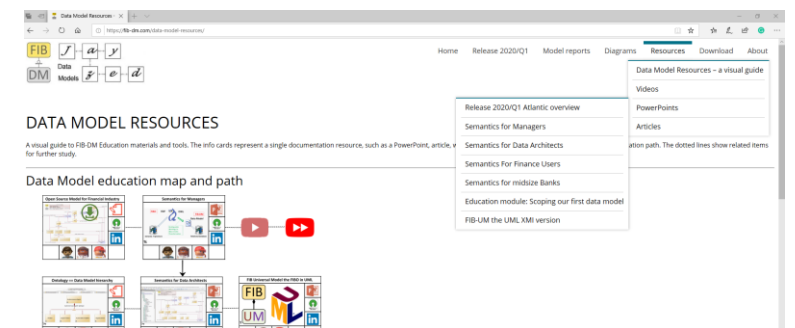 Data Model Resources -
https://fib-dm.com/data-model-resources/
FIB
DM
J a y
Data
Models
z e d
Home Release 2020/Q1 Model reports Diagrams Resources Download About
Data Model Resources – a visual guide
Videos
PowerPoints
Articles
Release 2020/Q1 Atlantic overview
Semantics for Managers
Semantics for Data Architects
Semantics For Finance Users
Semantics for midsize Banks
Education module: Scoping our first data model
FIB-UM the UML XMI version
DATA MODEL RESOURCES
A visual guide to FIB-DM Education materials and tools. The info cards represent a single documentation resource, such as a PowerPoint, article,
ation path. The dotted lines show related items
for further study.
Data Model education map and path
Open Source Model for Financial Industry
Semantics for Managers
in
in
Semantics for Data Architects
FIB Universal Model the FIBO in UML
in
in
FIB
UM
UML
in